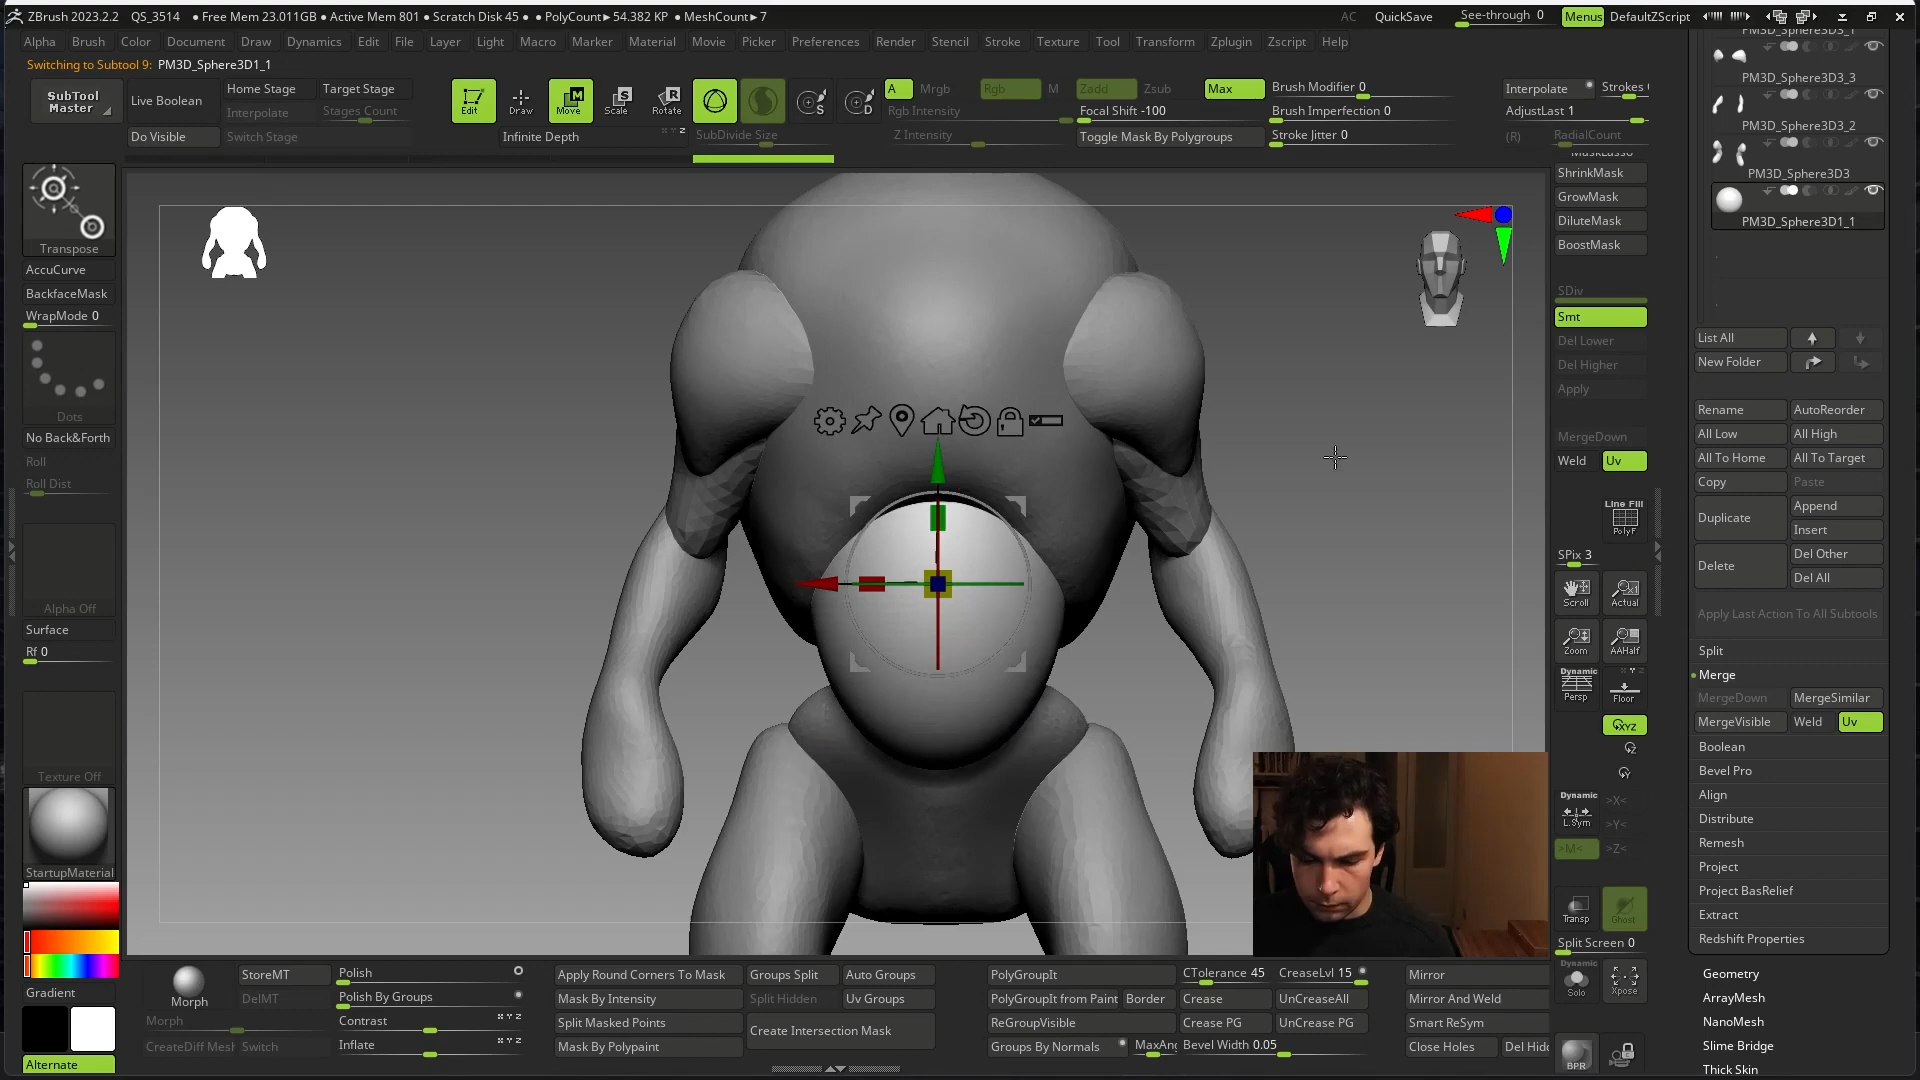 ZBrush 2023.2.2 QS_3514 ● Free Mem 23.011GB ● Active Mem 801 ● Scratch Disk 45 ● ● PolyCount► 54.382 KP ● MeshCount► 7 AC QuickSave See-through 0 Menus DefaultZScript
Alpha Brush Color Document Draw Dynamics Edit File Layer Light Macro Marker Material Movie Picker Preferences Render Stencil Stroke Texture Tool Transform Zplugin Zscript Help
Switching to Subtool 9: PM3D_Sphere3D1_1
SubTool
Master
Live Boolean
Do Visible
Home Stage
Target Stage
Interpolate
Stages Count
Switch Stage
Edit
Draw
Move
Scale
Rotate
Infinite Depth
SubDivide Size
A
Mrgb
Rgb
M
Rgb Intensity
Zadd
Zsub
Max
Focal Shift -100
Z Intensity
Toggle Mask By Polygroups
Brush Modifier 0
Brush Imperfection 0
Stroke Jitter 0
Interpolate
Strokes
AdjustLast 1
(R)
RadialCount
Transpose
AccuCurve
BackfaceMask
WrapMode 0
Dots
No Back&Forth
Roll
Roll Dist
Alpha Off
Surface
Rf 0
Texture Off
StartupMaterial
Gradient
Alternate
MaskLasso
ShrinkMask
GrowMask
DiluteMask
BoostMask
SDiv
Smt
Del Lower
Del Higher
Apply
MergeDown
Weld
Uv
Line Fill
PolyF
SPix 3
Scroll
Actual
Zoom
AAHalf
Dynamic
Persp
Floor
XYZ
Dynamic
L.Sym
>X<
>Y<
>M<
>Z<
Transp
Ghost
Split Screen 0
Dynamic
Solo
Xpose
BPR
PM3D_Sphere3D3_1
PM3D_Sphere3D3_3
PM3D_Sphere3D3_2
PM3D_Sphere3D3
PM3D_Sphere3D1_1
List All
New Folder
Rename
AutoReorder
All Low
All High
All To Home
All To Target
Copy
Paste
Duplicate
Append
Insert
Delete
Del Other
Del All
Apply Last Action To All Subtools
Split
Merge
MergeDown
MergeSimilar
MergeVisible
Weld
Uv
Boolean
Bevel Pro
Align
Distribute
Remesh
Project
Project BasRelief
Extract
Redshift Properties
Geometry
ArrayMesh
NanoMesh
Slime Bridge
Thick Skin
Morph
StoreMT
DelMT
Morph
CreateDiff Mesh
Switch
Polish
Polish By Groups
Contrast
Inflate
Apply Round Corners To Mask
Mask By Intensity
Split Masked Points
Mask By Polypaint
Groups Split
Auto Groups
Split Hidden
Uv Groups
Create Intersection Mask
PolyGroupIt
PolyGroupIt from Paint
Border
ReGroupVisible
Groups By Normals
MaxAng
CTolerance 45
CreaseLvl 15
Crease
UnCreaseAll
Crease PG
UnCrease PG
Bevel Width 0.05
Mirror
Mirror And Weld
Smart ReSym
Close Holes
Del Hidd